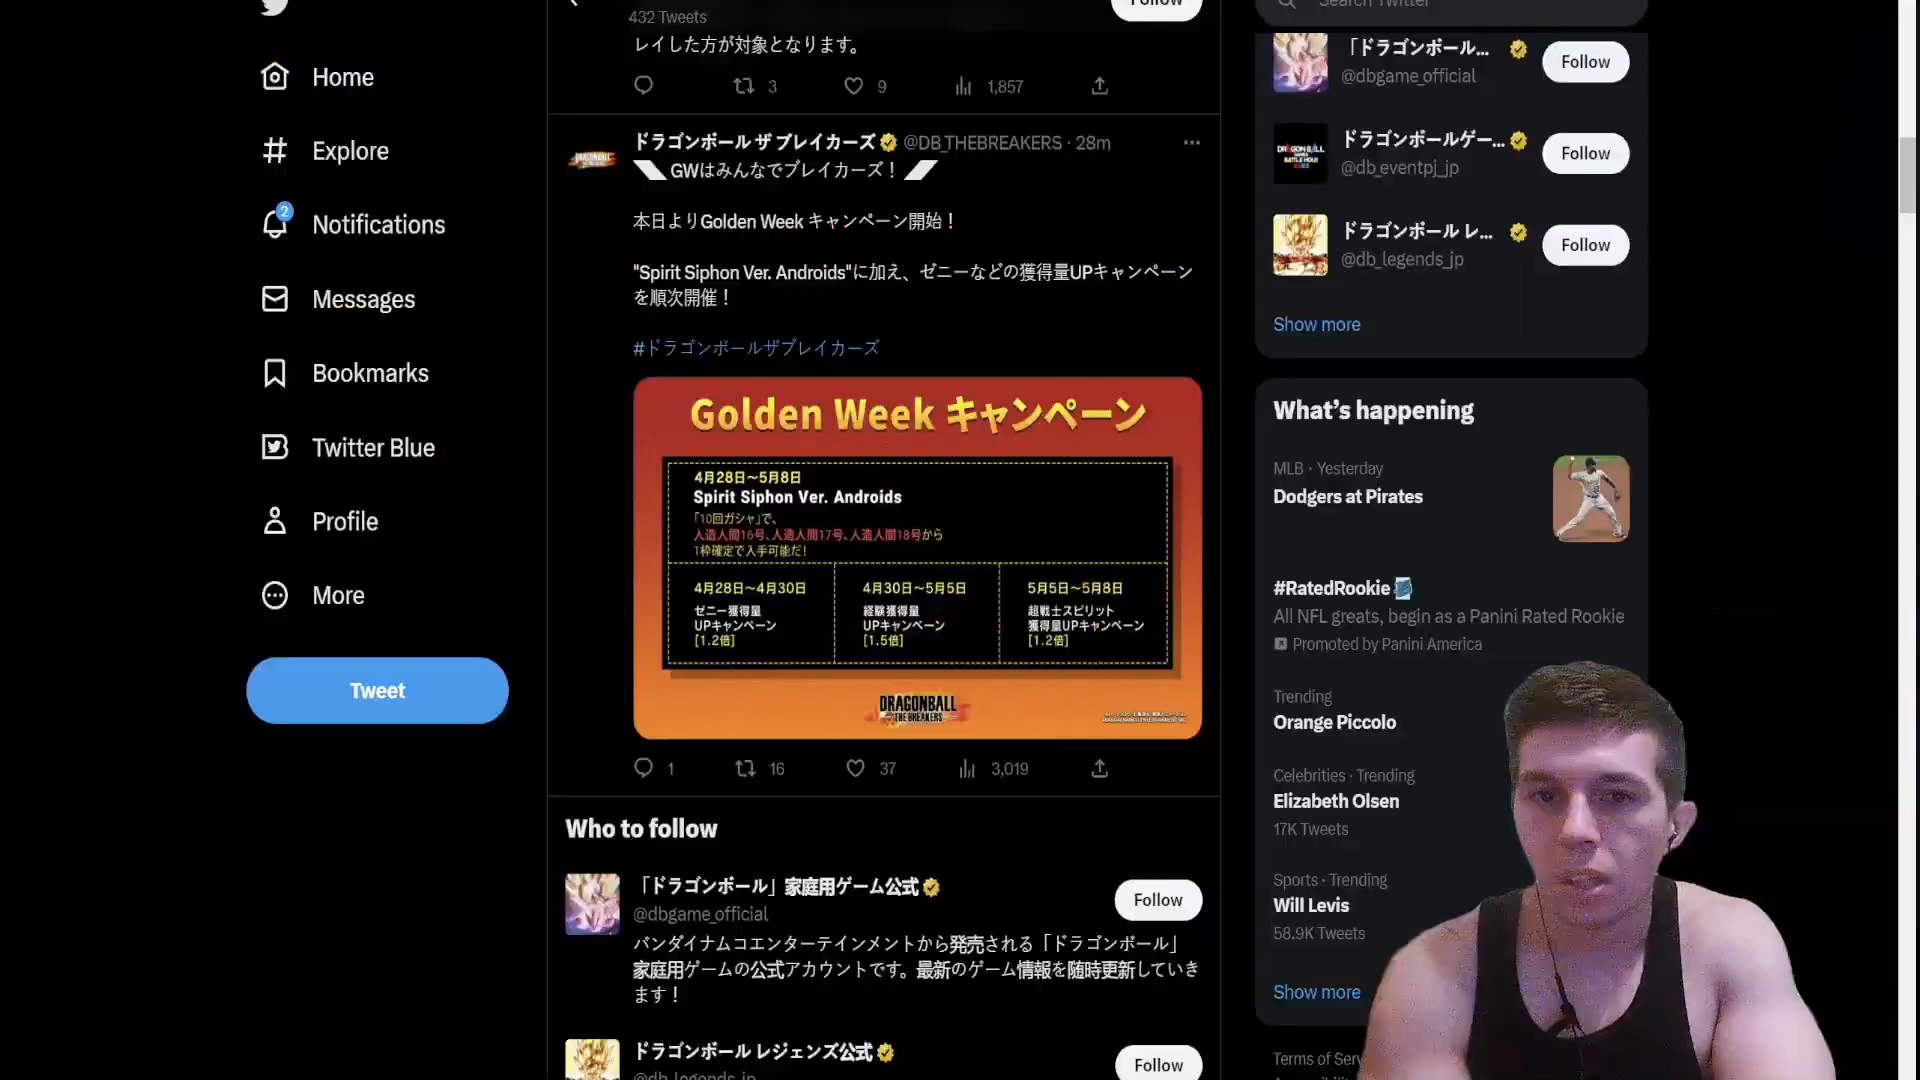 Home
Explore
2
Notifications
Messages
Bookmarks
Twitter Blue
Profile
More
Tweet
432 Tweets
Follow
レイした方が対象となります。
3
9
1,857
ドラゴンボール ザ ブレイカーズ @DB_THEBREAKERS · 28m
GWはみんなでブレイカーズ！
本日よりGolden Week キャンペーン開始！
"Spirit Siphon Ver. Androids"に加え、ゼニーなどの獲得量UPキャンペーン
を順次開催！
#ドラゴンボールザブレイカーズ
Golden Week キャンペーン
4月28日～5月8日
Spirit Siphon Ver. Androids
「10回ガシャ」で、
人造人間16号、人造人間17号、人造人間18号から
1枠確定で入手可能だ！
4月28日～4月30日
ゼニー獲得量
UPキャンペーン
[1.2倍]
4月30日～5月5日
経験獲得量
UPキャンペーン
[1.5倍]
5月5日～5月8日
超戦士スピリット
獲得量UPキャンペーン
[1.2倍]
DRAGONBALL
THE BREAKERS
1
16
37
3,019
Who to follow
「ドラゴンボール」家庭用ゲーム公式
@dbgame_official
Follow
バンダイナムコエンターテインメントから発売される「ドラゴンボール」
家庭用ゲームの公式アカウントです。最新のゲーム情報を随時更新していき
ます！
ドラゴンボール レジェンズ公式
@db_legends_jp
Follow
Search Twitter
「ドラゴンボール...
@dbgame_official
Follow
ドラゴンボールゲー...
@db_eventpj_jp
Follow
ドラゴンボール レ...
@db_legends_jp
Follow
Show more
What's happening
MLB · Yesterday
Dodgers at Pirates
#RatedRookie
All NFL greats, begin as a Panini Rated Rookie
Promoted by Panini America
Trending
Orange Piccolo
Celebrities · Trending
Elizabeth Olsen
17K Tweets
Sports · Trending
Will Levis
58.9K Tweets
Show more
Terms of Serv